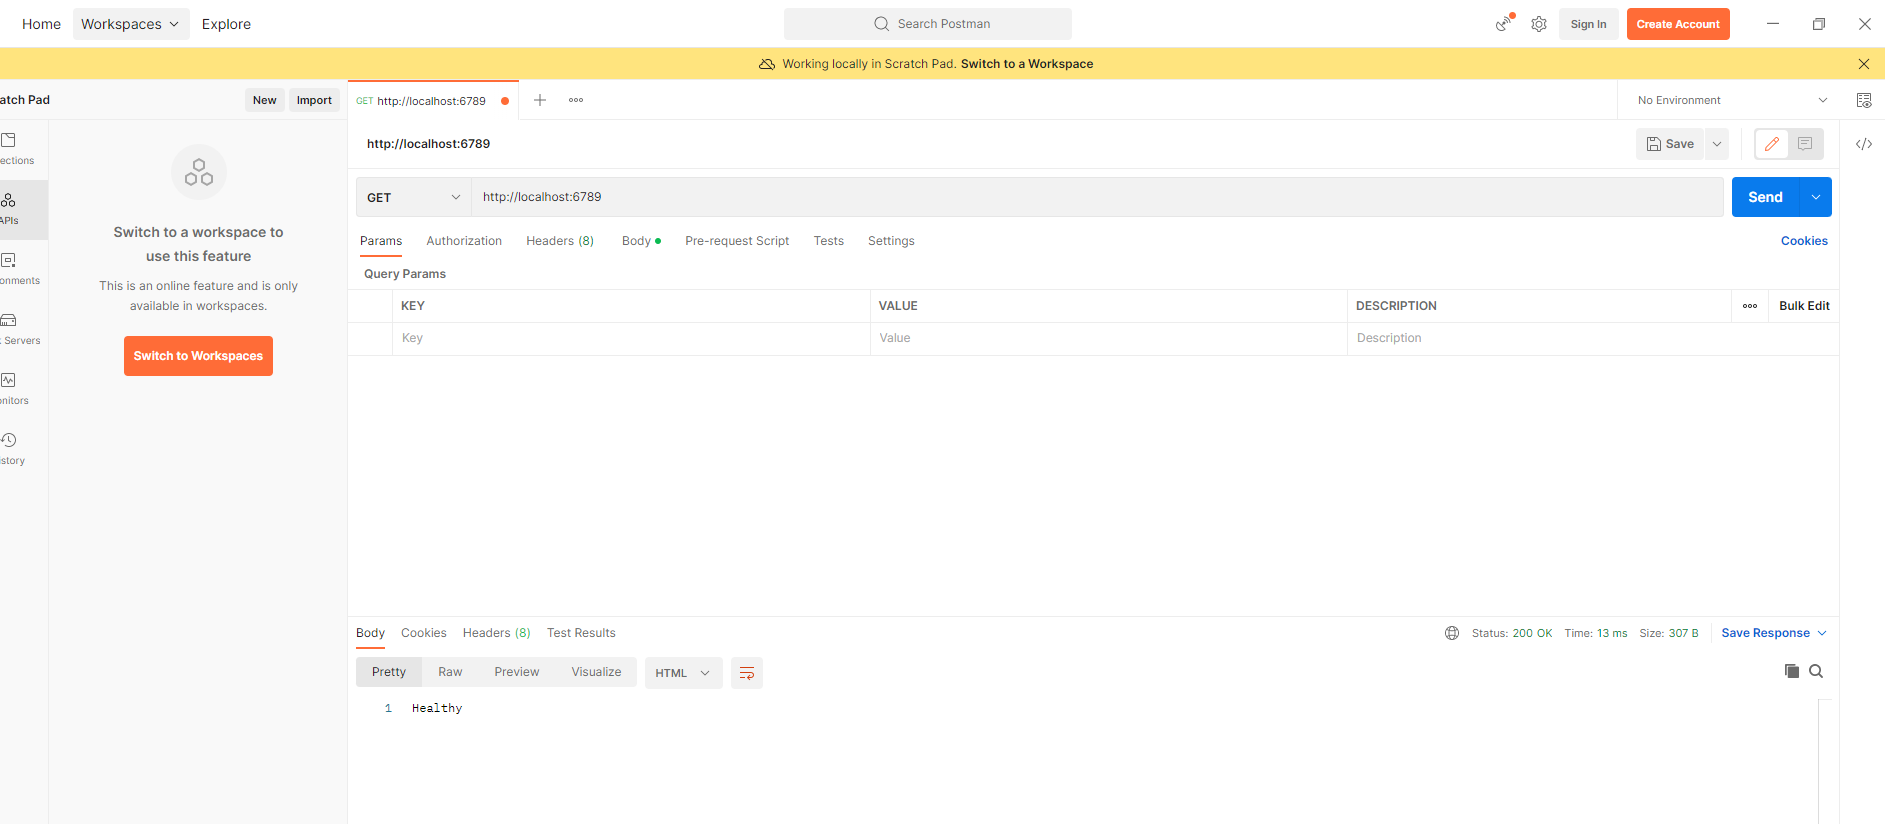 Home Workspaces Explore Search Postman Sign In Create Account
Working locally in Scratch Pad. Switch to a Workspace
atch Pad New Import GET http://localhost:6789 No Environment
http://localhost:6789 Save
ections
APIs
onments
Servers
onitors
istory
Switch to a workspace to
use this feature
This is an online feature and is only
available in workspaces.
Switch to Workspaces
GET http://localhost:6789 Send
Params Authorization Headers (8) Body Pre-request Script Tests Settings Cookies
Query Params
KEY VALUE DESCRIPTION Bulk Edit
Key Value Description
Body Cookies Headers (8) Test Results Status: 200 OK Time: 13 ms Size: 307 B Save Response
Pretty Raw Preview Visualize HTML
1 Healthy